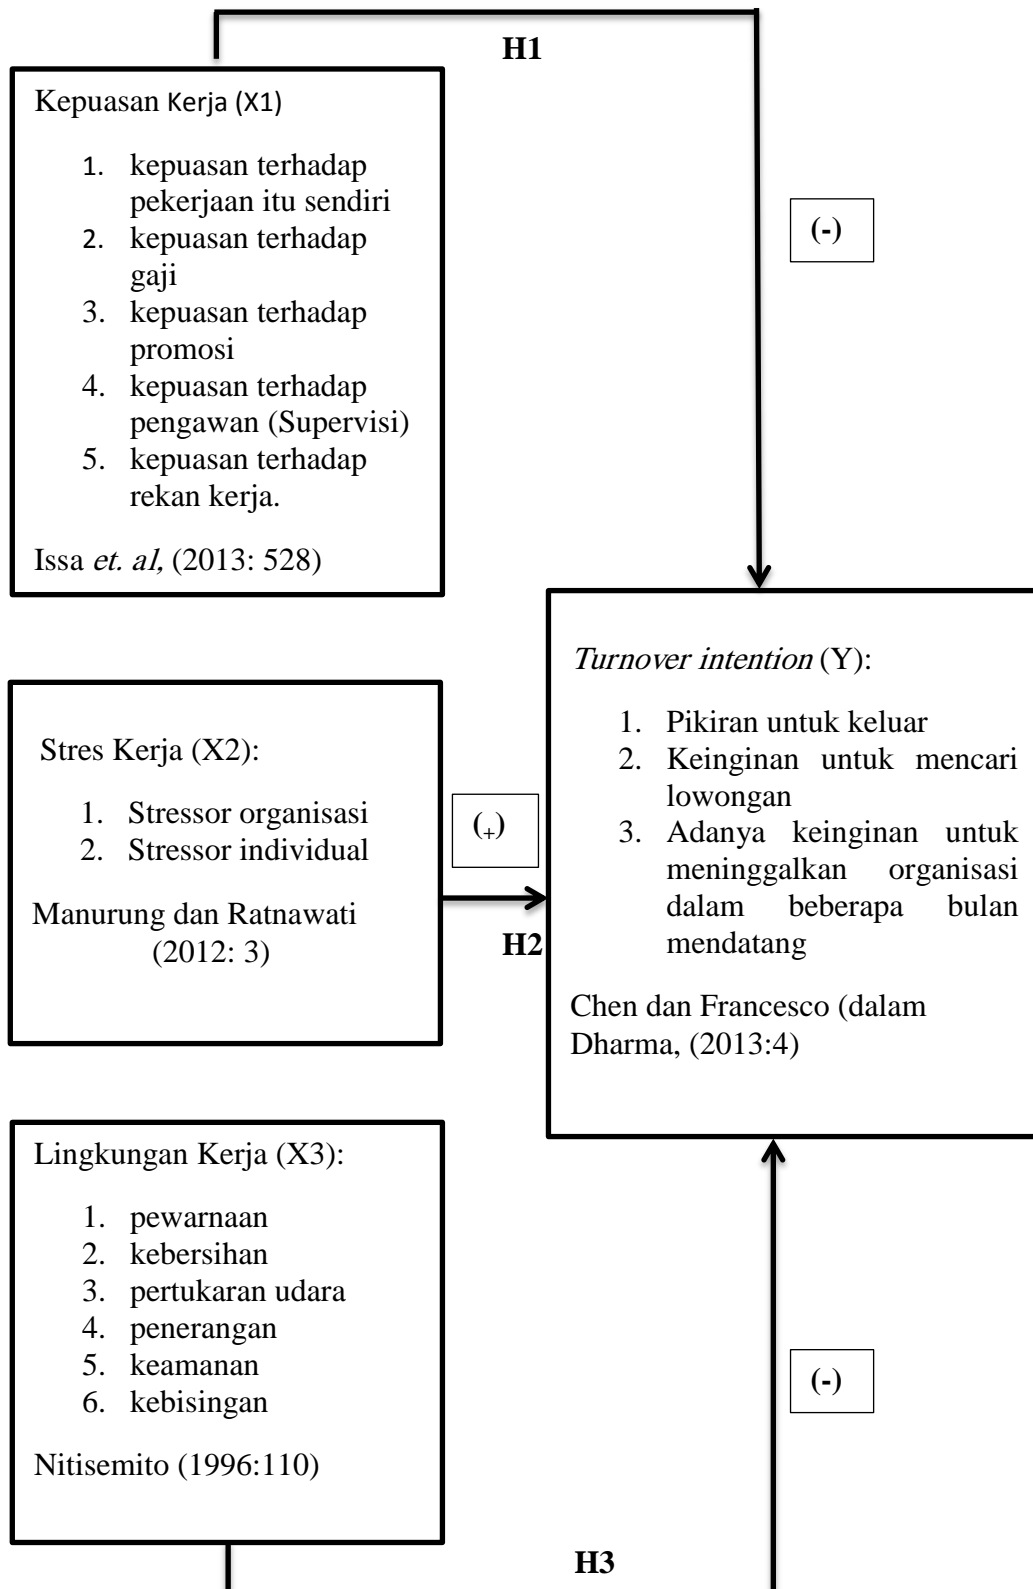 H1
Kepuasan Kerja (X1)
1. kepuasan terhadap
pekerjaan itu sendiri
2. kepuasan terhadap
gaji
3. kepuasan terhadap
promosi
4. kepuasan terhadap
pengawan (Supervisi)
5. kepuasan terhadap
rekan kerja.
Issa et. al, (2013: 528)
(-)
Stres Kerja (X2):
1. Stressor organisasi
2. Stressor individual
Manurung dan Ratnawati
(2012: 3)
(+)
H2
Turnover intention (Y):
1. Pikiran untuk keluar
2. Keinginan untuk mencari
lowongan
3. Adanya keinginan untuk
meninggalkan organisasi
dalam beberapa bulan
mendatang
Chen dan Francesco (dalam
Dharma, (2013:4)
Lingkungan Kerja (X3):
1. pewarnaan
2. kebersihan
3. pertukaran udara
4. penerangan
5. keamanan
6. kebisingan
Nitisemito (1996:110)
(-)
H3